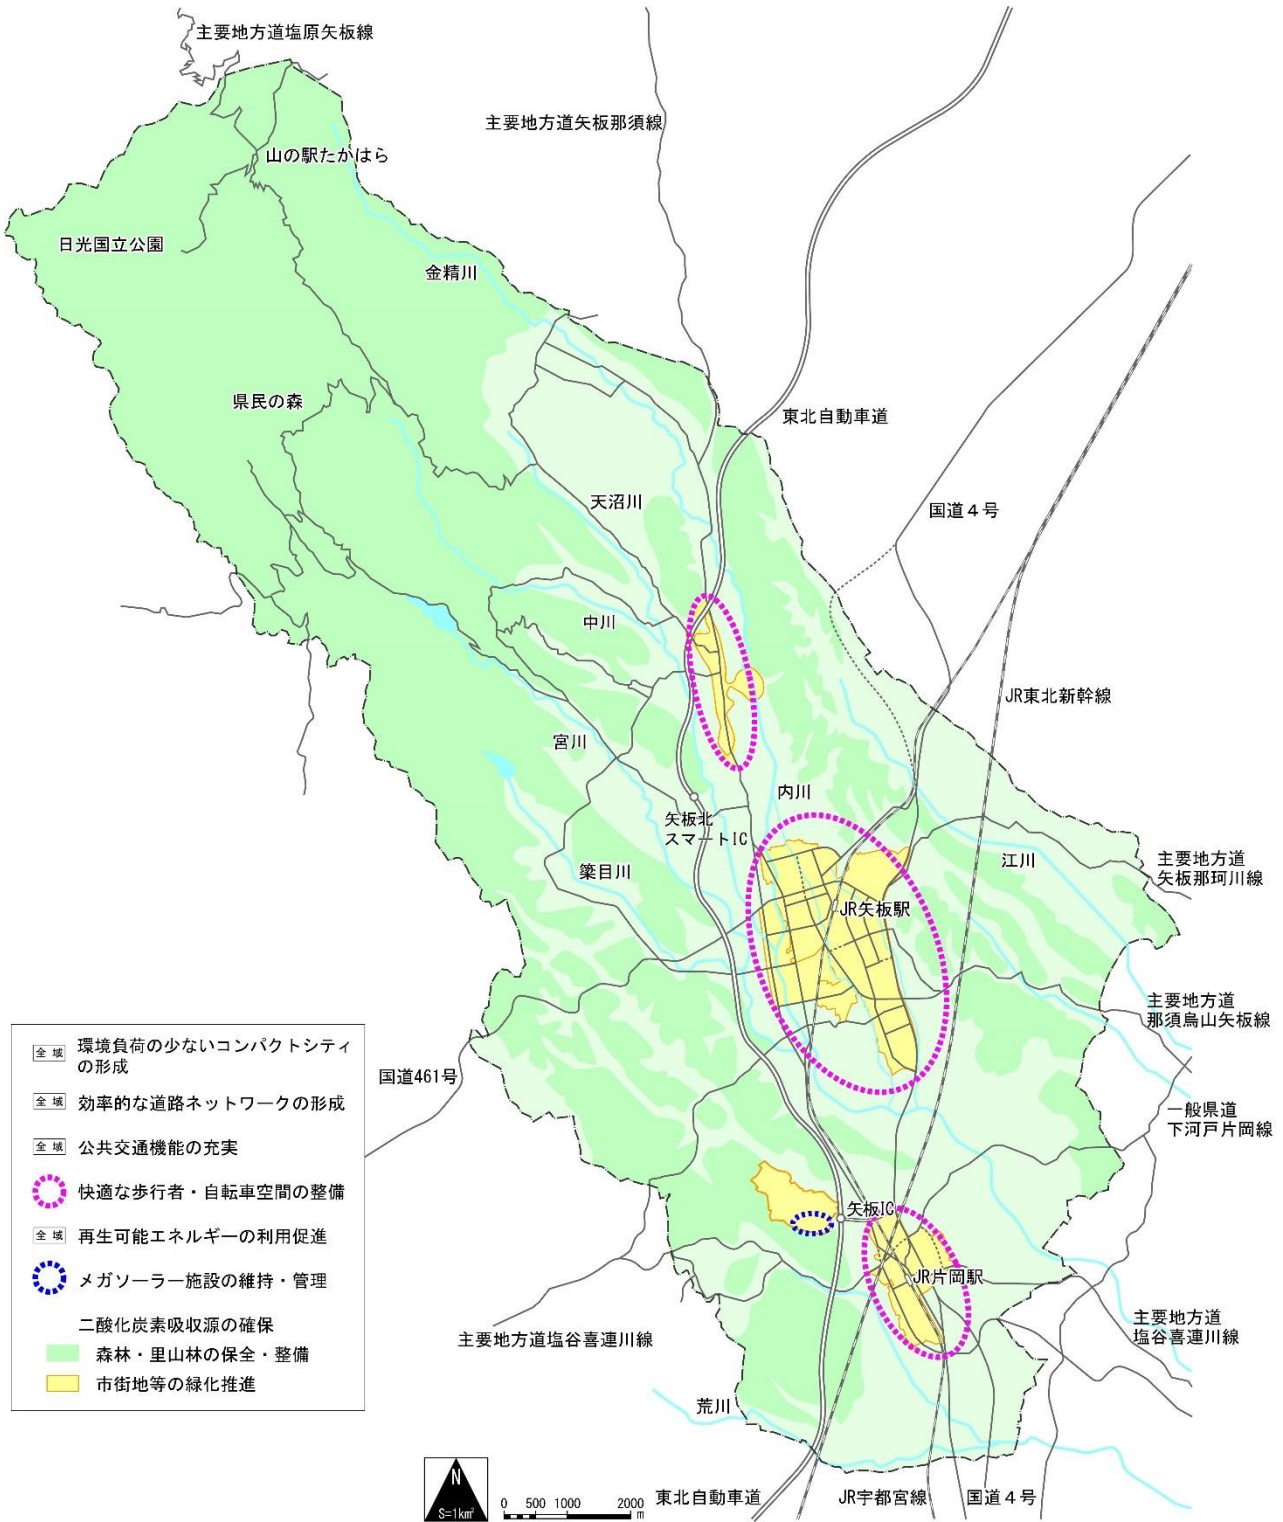 主要地方道塩原矢板線
主要地方道矢板那須線
山の駅たかはら
日光国立公園
金精川
県民の森
東北自動車道
天沼川
国道４号
中川
JR東北新幹線
宮川
内川
矢板北
スマートIC
簗目川
江川
主要地方道
矢板那珂川線
JR矢板駅
主要地方道
那須烏山矢板線
国道461号
一般県道
下河戸片岡線
矢板IC
JR片岡駅
主要地方道塩谷喜連川線
主要地方道
塩谷喜連川線
荒川
東北自動車道
JR宇都宮線
国道４号
全域 環境負荷の少ないコンパクトシティ
の形成
全域 効率的な道路ネットワークの形成
全域 公共交通機能の充実
快適な歩行者・自転車空間の整備
全域 再生可能エネルギーの利用促進
メガソーラー施設の維持・管理
二酸化炭素吸収源の確保
森林・里山林の保全・整備
市街地等の緑化推進
N
S=1km²
0 500 1000 2000
m